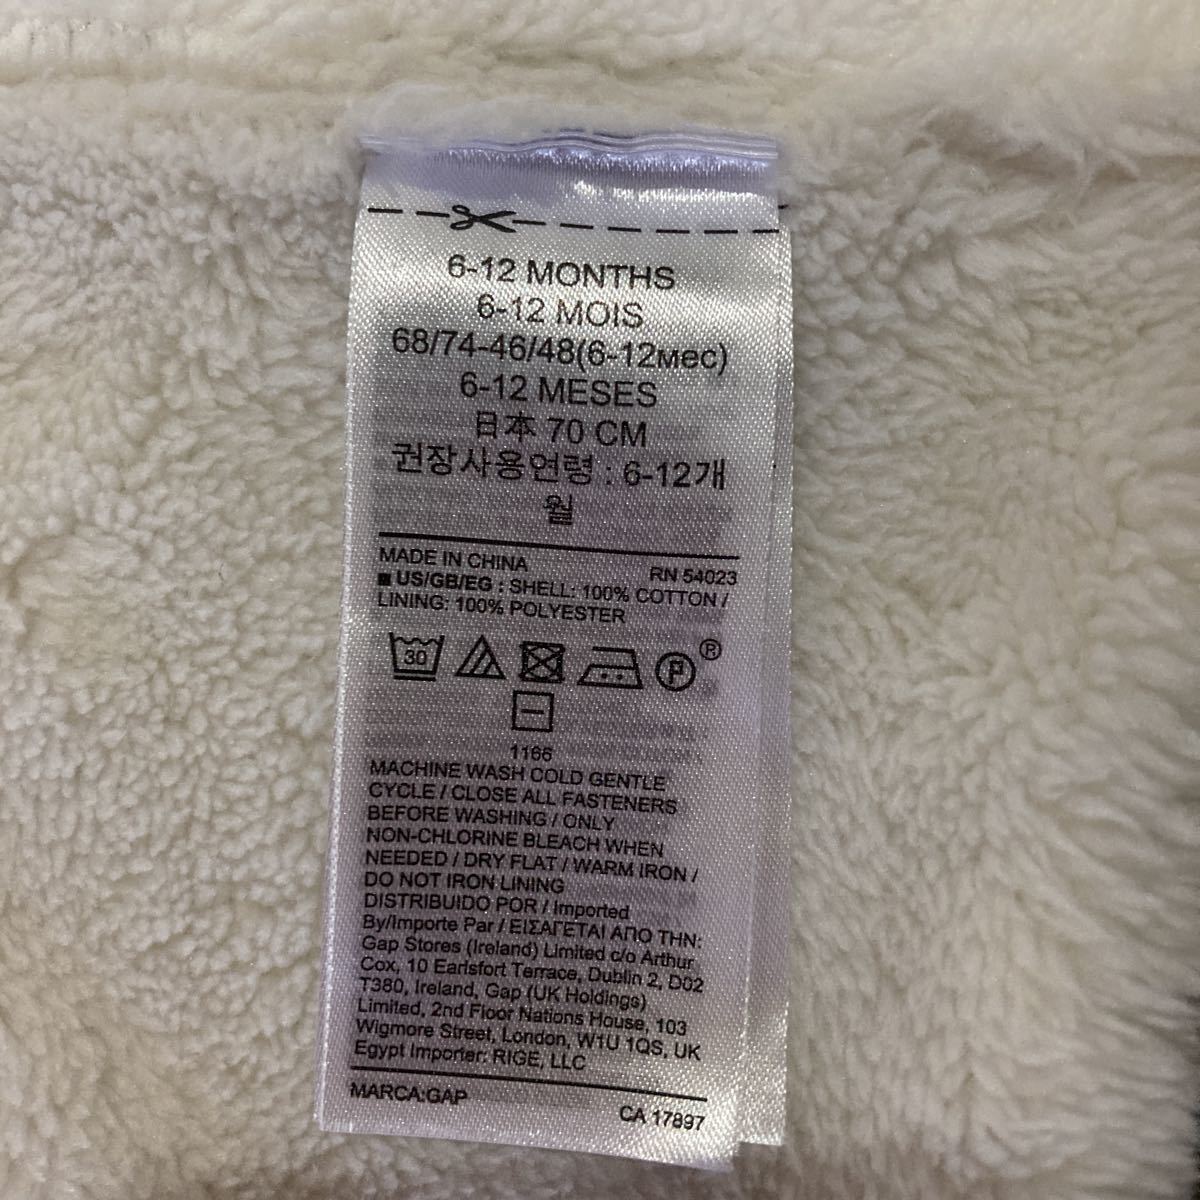 6-12 MONTHS
6-12 MOIS
68/74-46/48(6-12мес)
6-12 MESES
日本 70 CM
권장사용연령 : 6-12개
월
MADE IN CHINA
RN 54023
■ US/GB/EG : SHELL: 100% COTTON /
LINING: 100% POLYESTER
30
P ®
1166
MACHINE WASH COLD GENTLE
CYCLE / CLOSE ALL FASTENERS
BEFORE WASHING / ONLY
NON-CHLORINE BLEACH WHEN
NEEDED / DRY FLAT / WARM IRON /
DO NOT IRON LINING
DISTRIBUIDO POR / Imported
By/Importe Par / ΕΙΣΑΓΕΤΑΙ ΑΠΟ ΤΗΝ:
Gap Stores (Ireland) Limited c/o Arthur
Cox, 10 Earlsfort Terrace, Dublin 2, D02
T380, Ireland, Gap (UK Holdings)
Limited, 2nd Floor Nations House, 103
Wigmore Street, London, W1U 1QS, UK
Egypt Importer: RIGE, LLC
MARCA:GAP
CA 17897